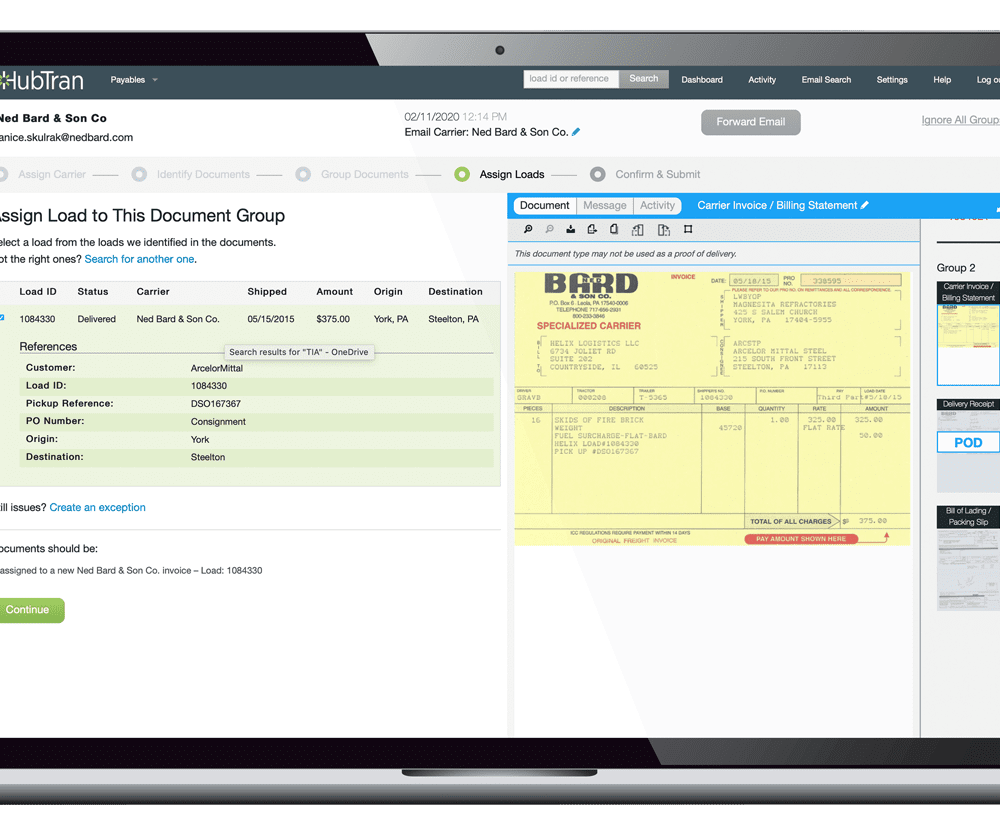 HubTran
Payables
load id or reference
Search
Dashboard
Activity
Email Search
Settings
Help
Log ou
Ned Bard & Son Co
anice.skulrak@nedbard.com
02/11/2020 12:14 PM
Email Carrier: Ned Bard & Son Co.
Forward Email
Ignore All Group
Assign Carrier
Identify Documents
Group Documents
Assign Loads
Confirm & Submit
ssign Load to This Document Group
elect a load from the loads we identified in the documents.
ot the right ones? Search for another one.
Load ID Status Carrier Shipped Amount Origin Destination
1084330 Delivered Ned Bard & Son Co. 05/15/2015 $375.00 York, PA Steelton, PA
References
Search results for "TIA" - OneDrive
Customer: ArcelorMittal
Load ID: 1084330
Pickup Reference: DSO167367
PO Number: Consignment
Origin: York
Destination: Steelton
till issues? Create an exception
ocuments should be:
assigned to a new Ned Bard & Son Co. invoice – Load: 1084330
Continue
Document Message Activity
Carrier Invoice / Billing Statement
This document type may not be used as a proof of delivery.
NED
BARD
& SON CO.
P.O. Box 6 - Leola, PA 17540-0006
TELEPHONE 717-656-2931
800-233-3846
SPECIALIZED CARRIER
INVOICE
DATE: 05/18/15 PRO NO. 338595
PLEASE REFER TO OUR PRO NO. ON REMITTANCES AND ALL CORRESPONDENCE
LWBYOP
MAGNESITA REFRACTORIES
425 S SALEM CHURCH
YORK, PA 17404-5955
HELIX LOGISTICS LLC
6734 JOLIET RD
SUITE 202
COUNTRYSIDE, IL 60525
ARCSTP
ARCELOR MITTAL STEEL
215 SOUTH FRONT STREET
STEELTON, PA 17113
DRIVER TRACTOR TRAILER SHIPPER'S NO. P.O. NUMBER PAY LOAD DATE
GRAYD 000208 T-5365 1084330 Third Part 5/18/15
PIECES DESCRIPTION BASE QUANTITY RATE AMOUNT
16 SKIDS OF FIRE BRICK 1.00 325.00 325.00
WEIGHT 45720 FLAT RATE
FUEL SURCHARGE-FLAT-BARD 50.00
HELIX LOAD#1084330
PICK UP #DSO167367
TOTAL OF ALL CHARGES $ 375.00
ICC REGULATIONS REQUIRE PAYMENT WITHIN 14 DAYS
ORIGINAL FREIGHT INVOICE
PAY AMOUNT SHOWN HERE
Group 2
Carrier Invoice /
Billing Statement
Delivery Receipt
POD
Bill of Lading /
Packing Slip